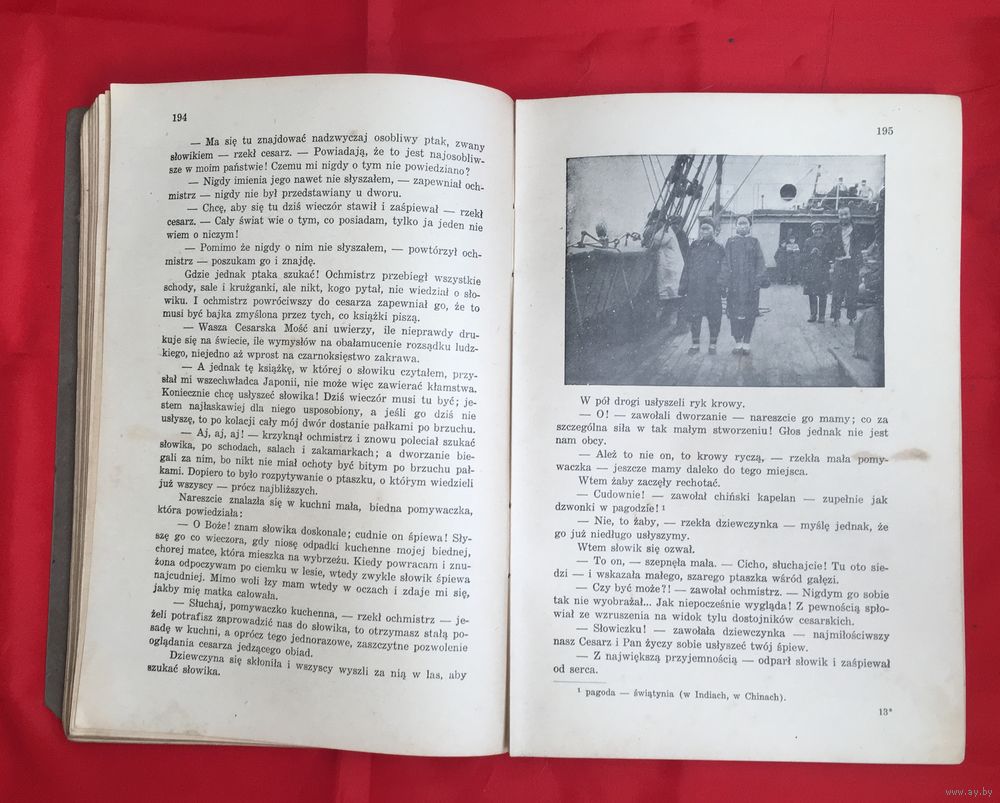 194
— Ma się tu znajdować nadzwyczaj osobliwy ptak, zwany
słowikiem — rzekł cesarz. — Powiadają, że to jest najosobliw-
sze w moim państwie! Czemu mi nigdy o tym nie powiedziano?
— Nigdy imienia jego nawet nie słyszałem, — zapewniał och-
mistrz — nigdy nie był przedstawiany u dworu.
— Chcę, aby się tu dziś wieczór stawił i zaśpiewał — rzekł
cesarz. — Cały świat wie o tym, co posiadam, tylko ja jeden nie
wiem o niczym!
— Pomimo że nigdy o nim nie słyszałem, — powtórzył och-
mistrz — poszukam go i znajdę.
Gdzie jednak ptaka szukać! Ochmistrz przebiegł wszystkie
schody, sale i krużganki, ale nikt, kogo pytał, nie wiedział o sło-
wiku. I ochmistrz powróciwszy do cesarza zapewniał go, że to
musi być bajka zmyślona przez tych, co książki piszą.
— Wasza Cesarska Mość ani uwierzy, ile nieprawdy dru-
kuje się na świecie, ile wymysłów na obałamucenie rozsądku ludz-
kiego, niejedno aż wprost na czarnoksięstwo zakrawa.
— A jednak tę książkę, w której o słowiku czytałem, przy-
słał mi wszechwładca Japonii, nie może więc zawierać kłamstwa.
Koniecznie chcę usłyszeć słowika! Dziś wieczór musi tu być; je-
stem najłaskawiej dla niego usposobiony, a jeśli go dziś nie
usłyszę, to po kolacji cały mój dwór dostanie pałkami po brzuchu.
— Aj, aj, aj! — krzyknął ochmistrz i znowu poleciał szukać
słowika, po schodach, salach i zakamarkach; a dworzanie bie-
gali za nim, bo nikt nie miał ochoty być bitym po brzuchu pał-
kami. Dopiero to było rozpytywanie o ptaszku, o którym wiedzieli
już wszyscy — prócz najbliższych.
Nareszcie znalazła się w kuchni mała, biedna pomywaczka,
która powiedziała:
— O Boże! znam słowika doskonale; cudnie on śpiewa! Sły-
szę go co wieczora, gdy niosę odpadki kuchenne mojej biednej,
chorej matce, która mieszka na wybrzeżu. Kiedy powracam i znu-
żona odpoczywam po ciemku w lesie, wtedy zwykle słowik śpiewa
najcudniej. Mimo woli łzy mam wtedy w oczach i zdaje mi się,
jakby mię matka całowała.
— Słuchaj, pomywaczko kuchenna, — rzekł ochmistrz — je-
żeli potrafisz zaprowadzić nas do słowika, to otrzymasz stałą po-
sadę w kuchni, a oprócz tego jednorazowe, zaszczytne pozwolenie
oglądania cesarza jedzącego obiad.
Dziewczyna się skłoniła i wszyscy wyszli za nią w las, aby
szukać słowika.
195
W pół drogi usłyszeli ryk krowy.
— O! — zawołali dworzanie — nareszcie go mamy; co za
szczególna siła w tak małym stworzeniu! Głos jednak nie jest
nam obcy.
— Ależ to nie on, to krowy ryczą, — rzekła mała pomy-
waczka — jeszcze mamy daleko do tego miejsca.
Wtem żaby zaczęły rechotać.
— Cudownie! — zawołał chiński kapelan — zupełnie jak
dzwonki w pagodzie! ¹
— Nie, to żaby, — rzekła dziewczynka — myślę jednak, że
go już niedługo usłyszymy.
Wtem słowik się ozwał.
— To on, — szepnęła mała. — Cicho, słuchajcie! Tu oto sie-
dzi — i wskazała małego, szarego ptaszka wśród gałęzi.
— Czy być może?! — zawołał ochmistrz. — Nigdym go sobie
tak nie wyobrażał... Jak niepocześnie wygląda! Z pewnością spło-
wiał ze wzruszenia na widok tylu dostojników cesarskich.
— Słowiczku! — zawołała dziewczynka — najmiłościwszy
nasz Cesarz i Pan życzy sobie usłyszeć twój śpiew.
— Z największą przyjemnością — odparł słowik i zaśpiewał
od serca.
¹ pagoda — świątynia (w Indiach, w Chinach).
13*
www.ay.by